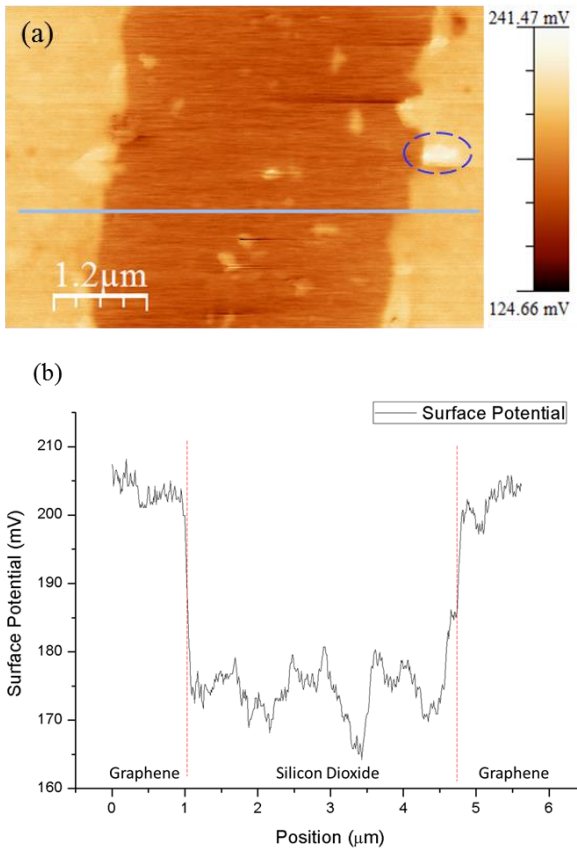 (a)
241.47 mV
1.2μm
124.66 mV
(b)
Surface Potential
210
200
190
180
170
160
Surface Potential (mV)
Graphene
Silicon Dioxide
Graphene
0
1
2
3
4
5
6
Position (μm)